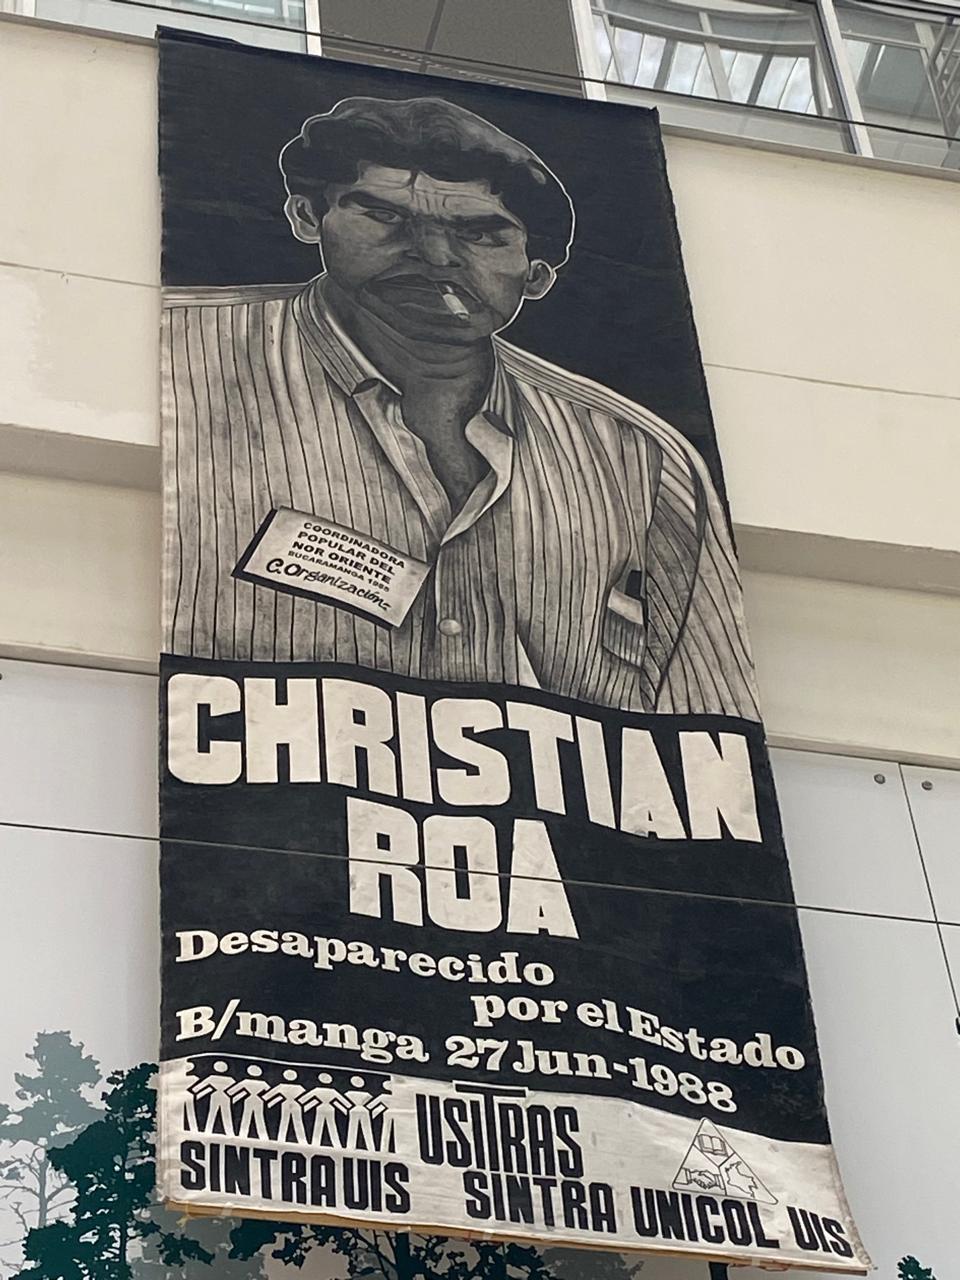 COORDINADORA
POPULAR DEL
NOR ORIENTE
BUCARAMANGA 1985
C. Organización
CHRISTIAN
ROA
Desaparecido
por el Estado
B/manga 27 Jun-1988
USITRAS
SINTRAUIS
SINTRA UNICOL UIS